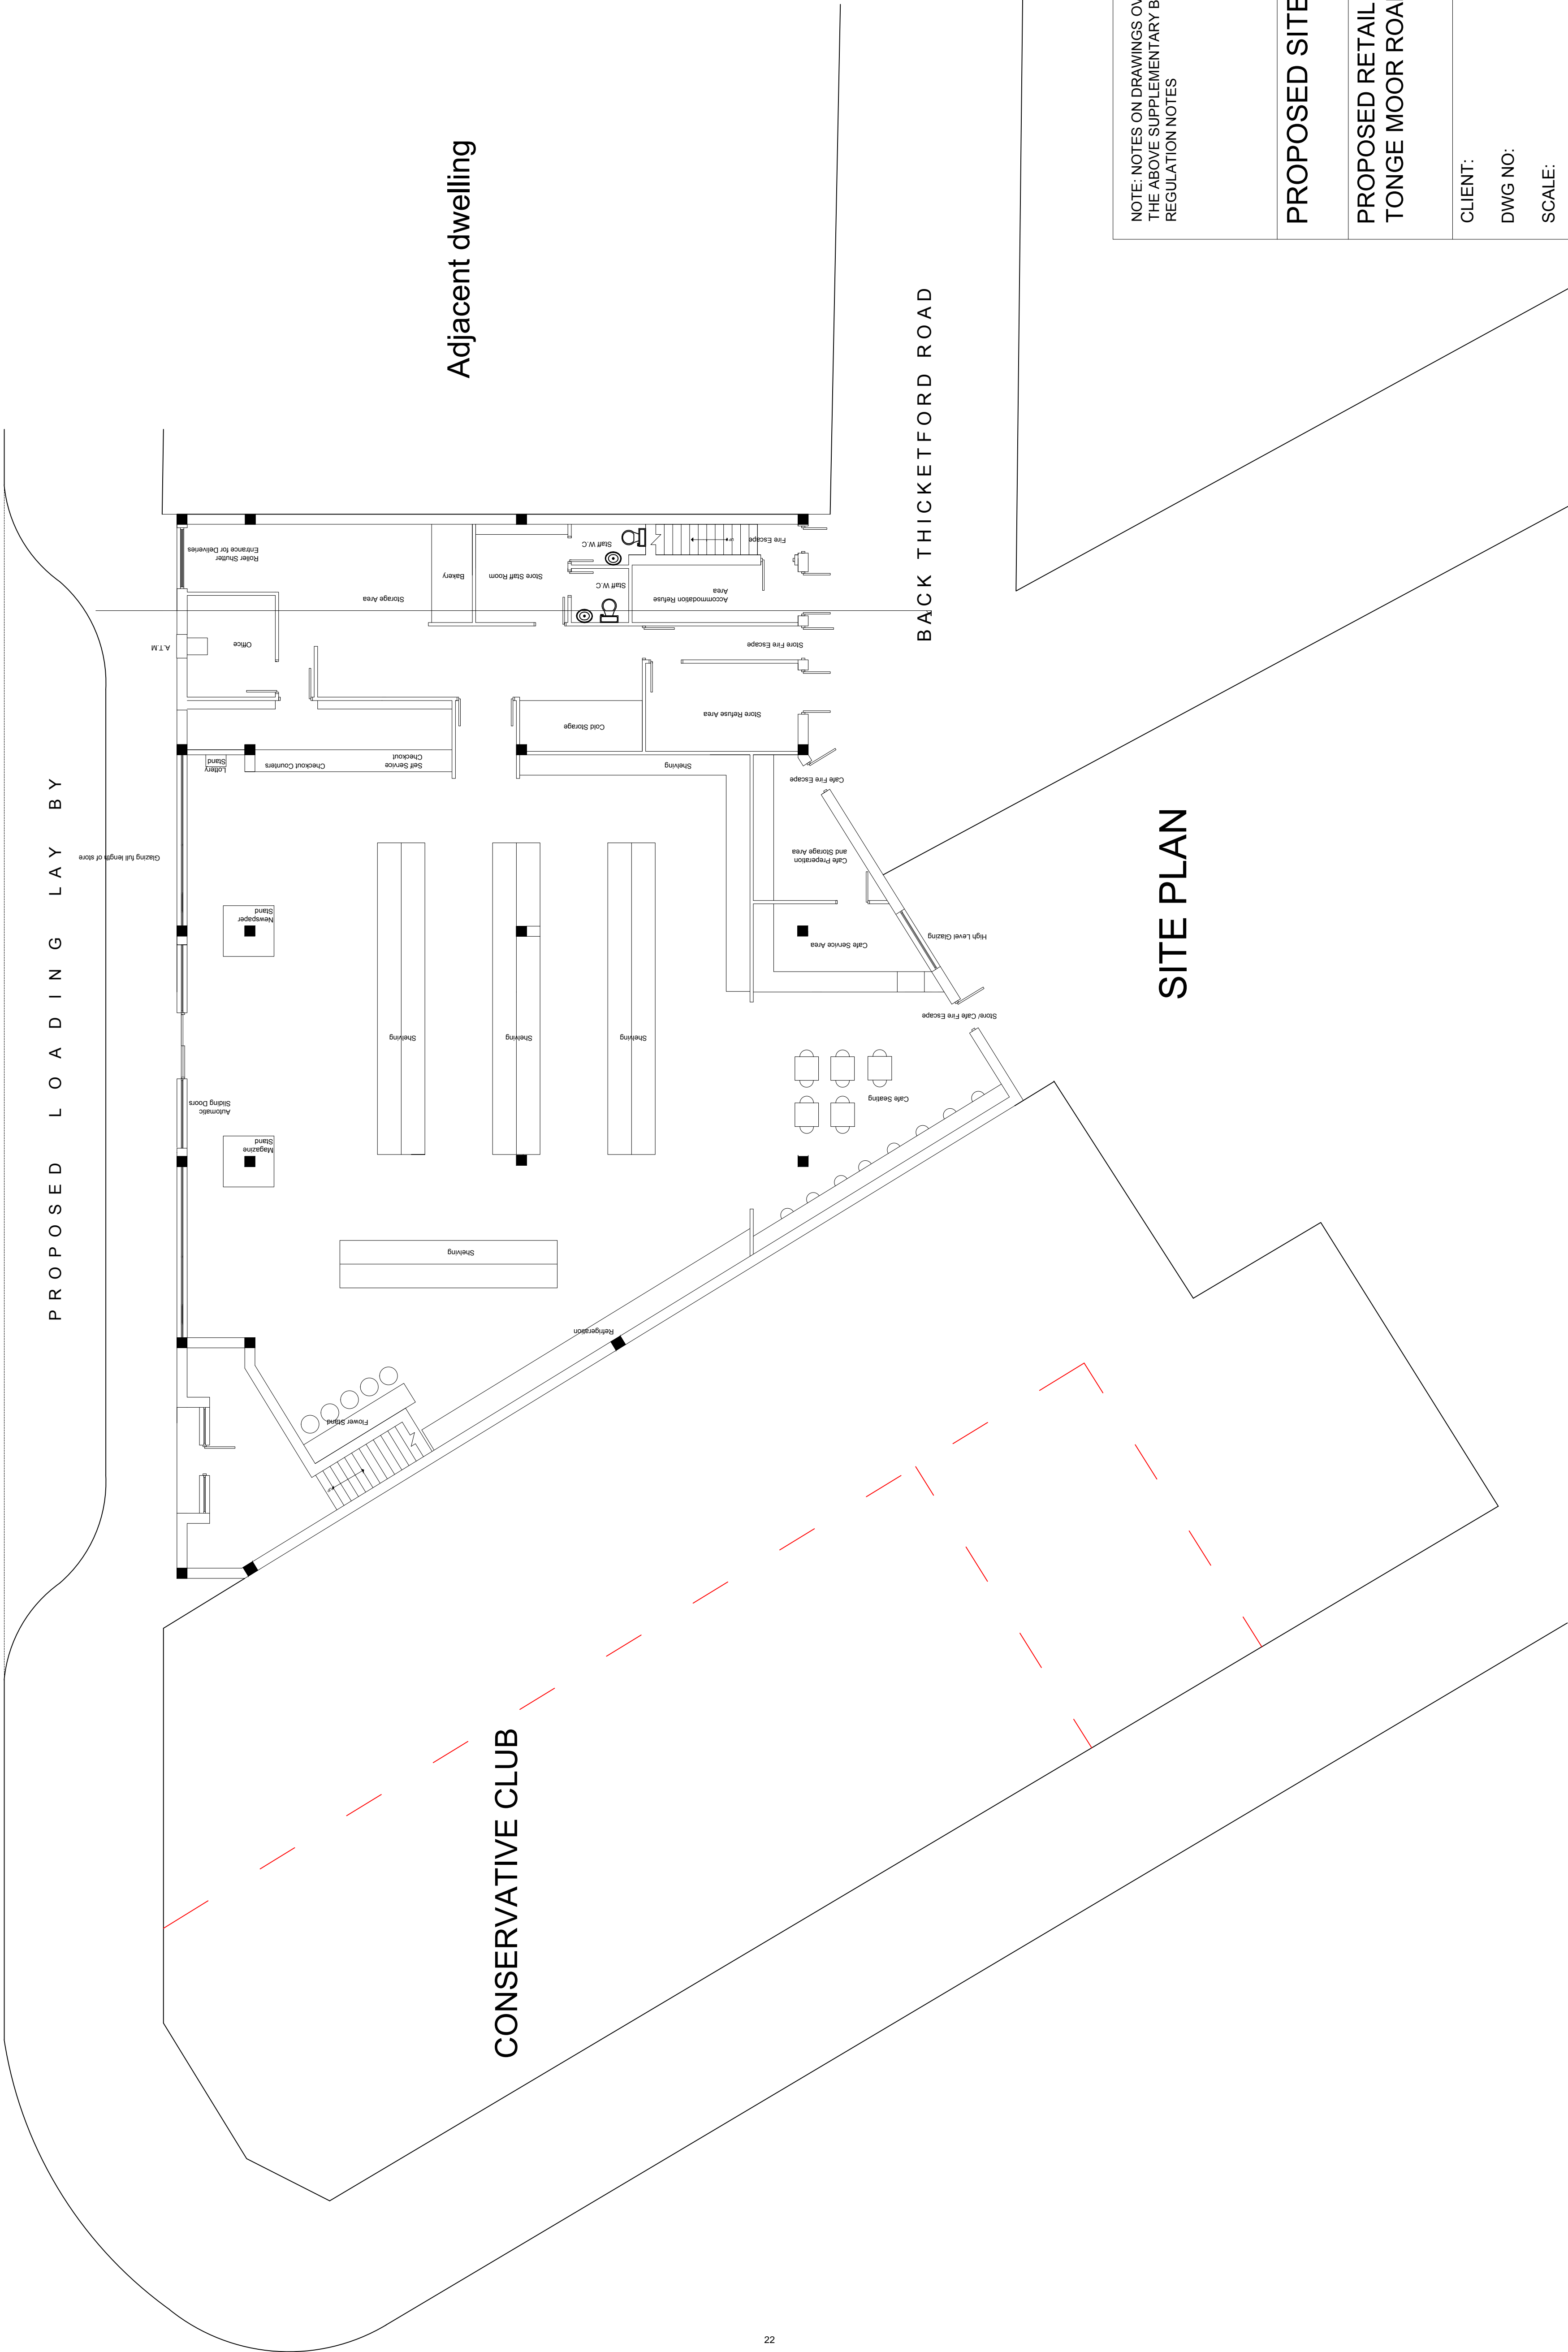 PROPOSED LOADING LAY BY
Adjacent dwelling
BACK THICKETFORD ROAD
CONSERVATIVE CLUB
SITE PLAN
NOTE: NOTES ON DRAWINGS OV
THE ABOVE SUPPLEMENTARY B
REGULATION NOTES
PROPOSED SITE
PROPOSED RETAIL
TONGE MOOR ROA
CLIENT:
DWG NO:
SCALE:
Roller Shutter
Entrance for Deliveries
Storage Area
Bakery
Store Staff Room
Staff W.C
Staff W.C
Fire Escape
Accommodation Refuse
Area
A.T.M
Office
Store Fire Escape
Store Refuse Area
Cold Storage
Lottery
Stand
Checkout Counters
Self Service
Checkout
Shelving
Cafe Fire Escape
Glazing full length of store
Cafe Preperation
and Storage Area
Newspaper
Stand
Cafe Service Area
High Level Glazing
Store/ Cafe Fire Escape
Shelving
Shelving
Shelving
Automatic
Sliding Doors
Cafe Seating
Magazine
Stand
Shelving
Refrigeration
Flower Stand
22